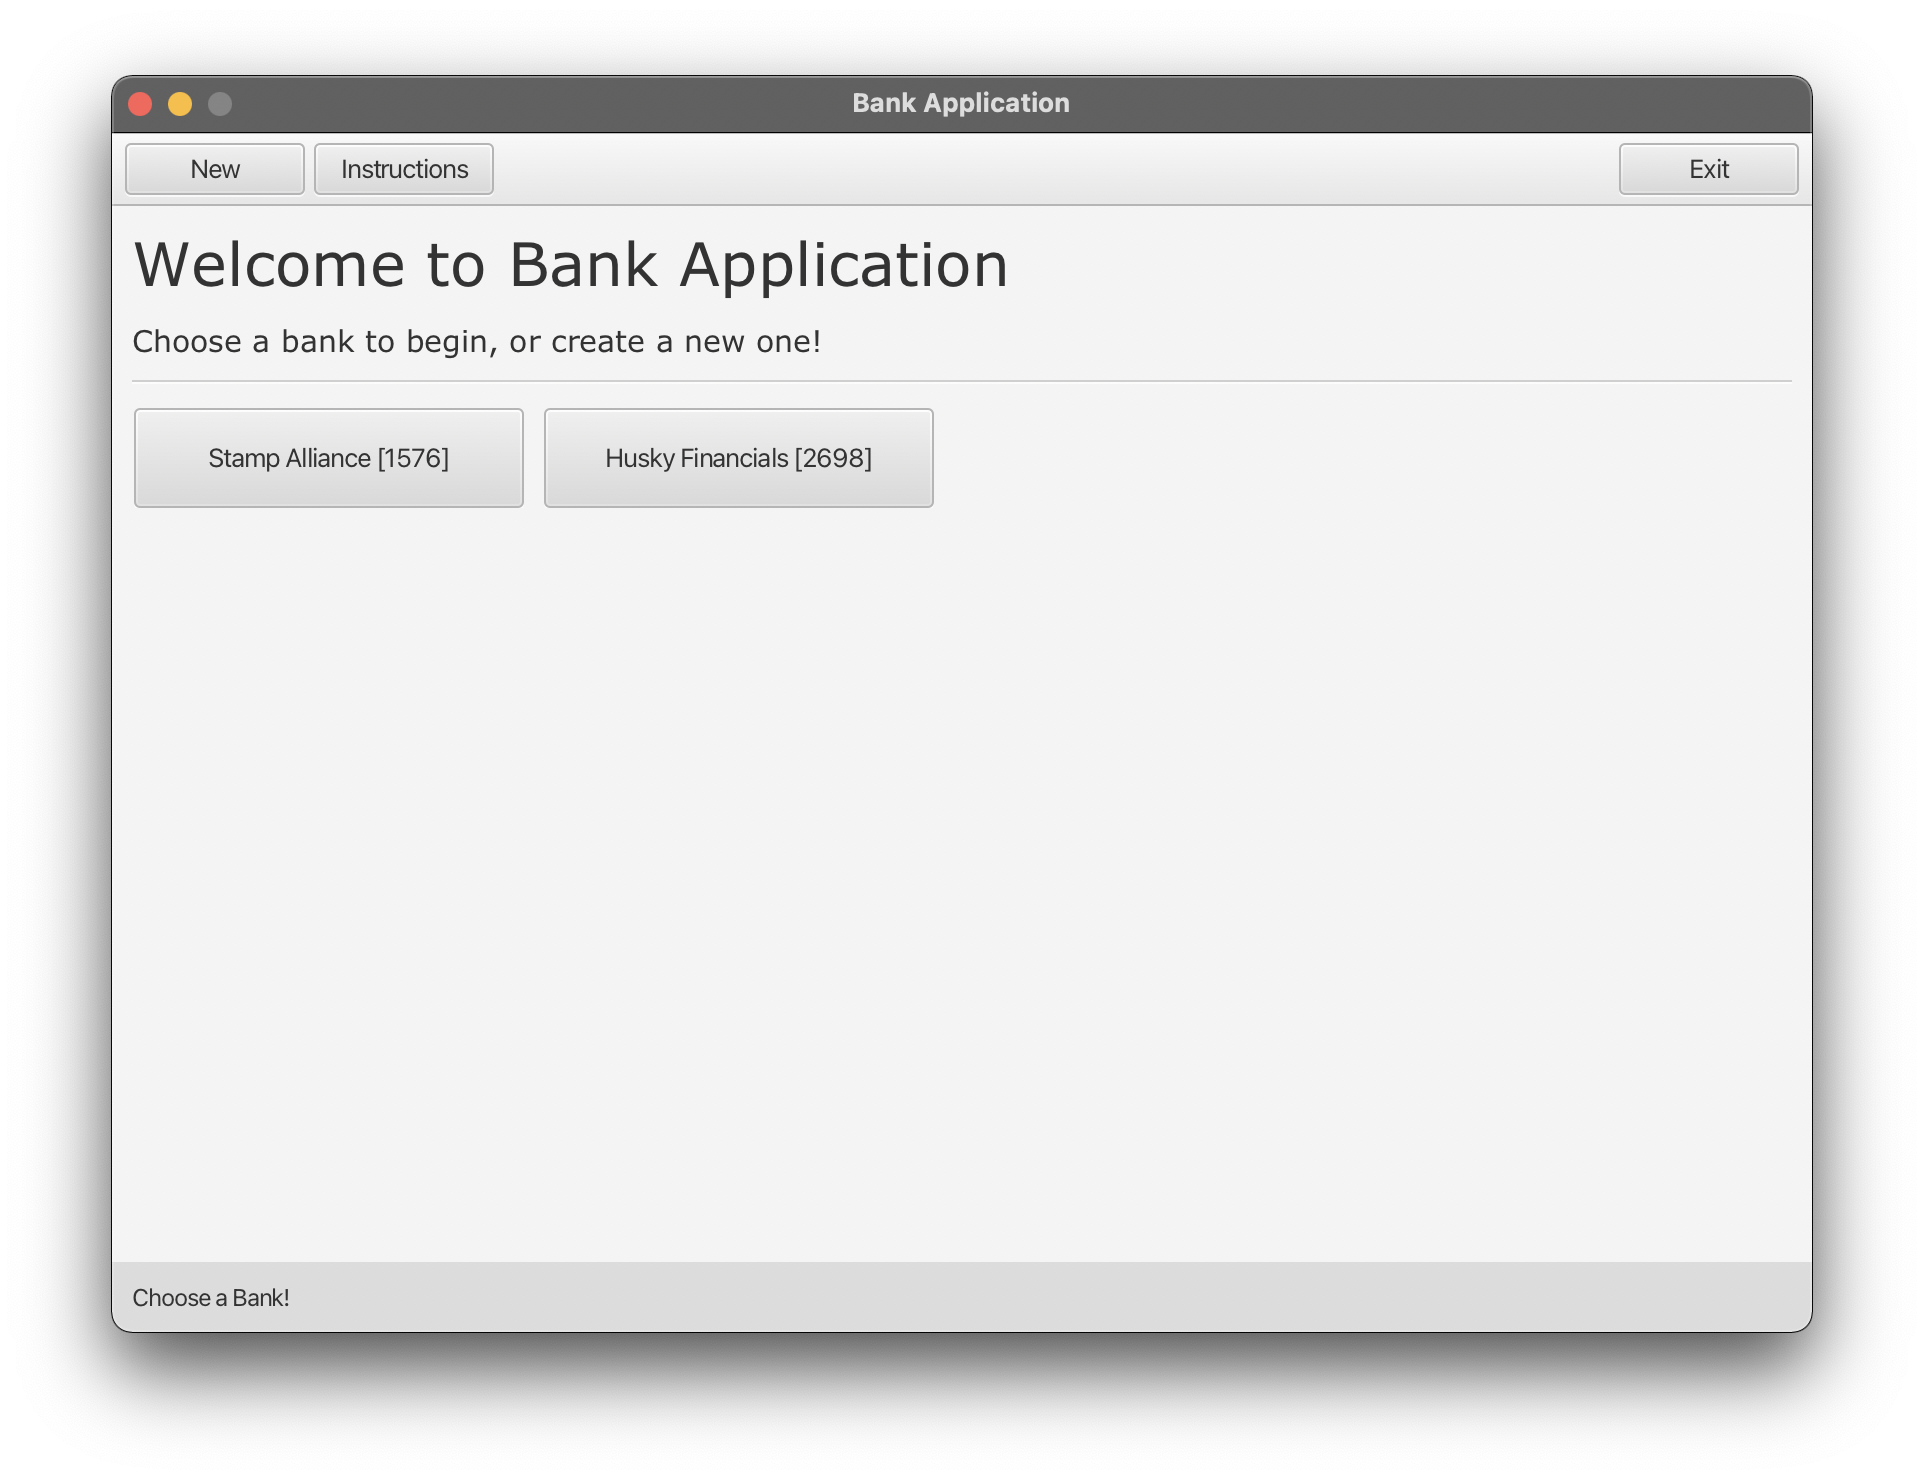 Bank Application
New Instructions Exit
Welcome to Bank Application
Choose a bank to begin, or create a new one!
Stamp Alliance [1576] Husky Financials [2698]
Choose a Bank!